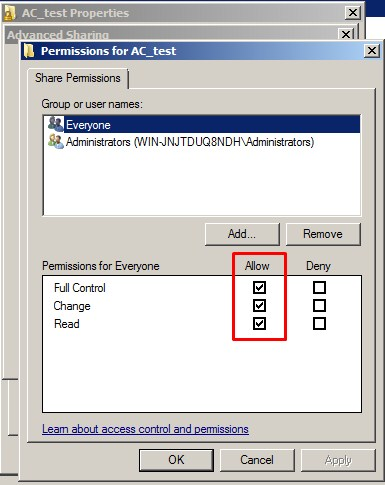 AC_test Properties
Advanced Sharing
Permissions for AC_test
Share Permissions
Group or user names:
Everyone
Administrators (WIN-JNJTDUQ8NDH\Administrators)
Add...
Remove
Permissions for Everyone
Allow
Deny
Full Control
Change
Read
Learn about access control and permissions
OK
Cancel
Apply